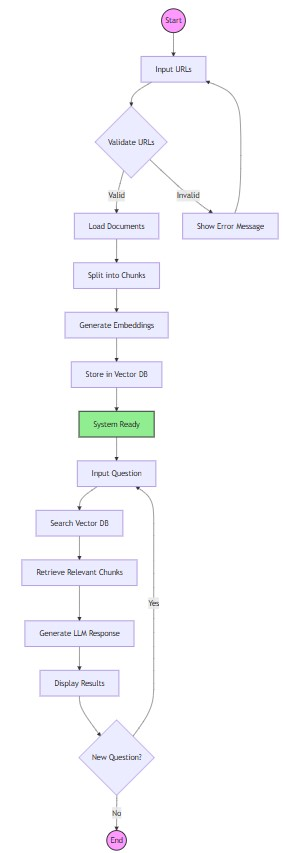 Start
Input URLs
Validate URLs
Valid
Invalid
Load Documents
Show Error Message
Split into Chunks
Generate Embeddings
Store in Vector DB
System Ready
Input Question
Search Vector DB
Retrieve Relevant Chunks
Yes
Generate LLM Response
Display Results
New Question?
No
End